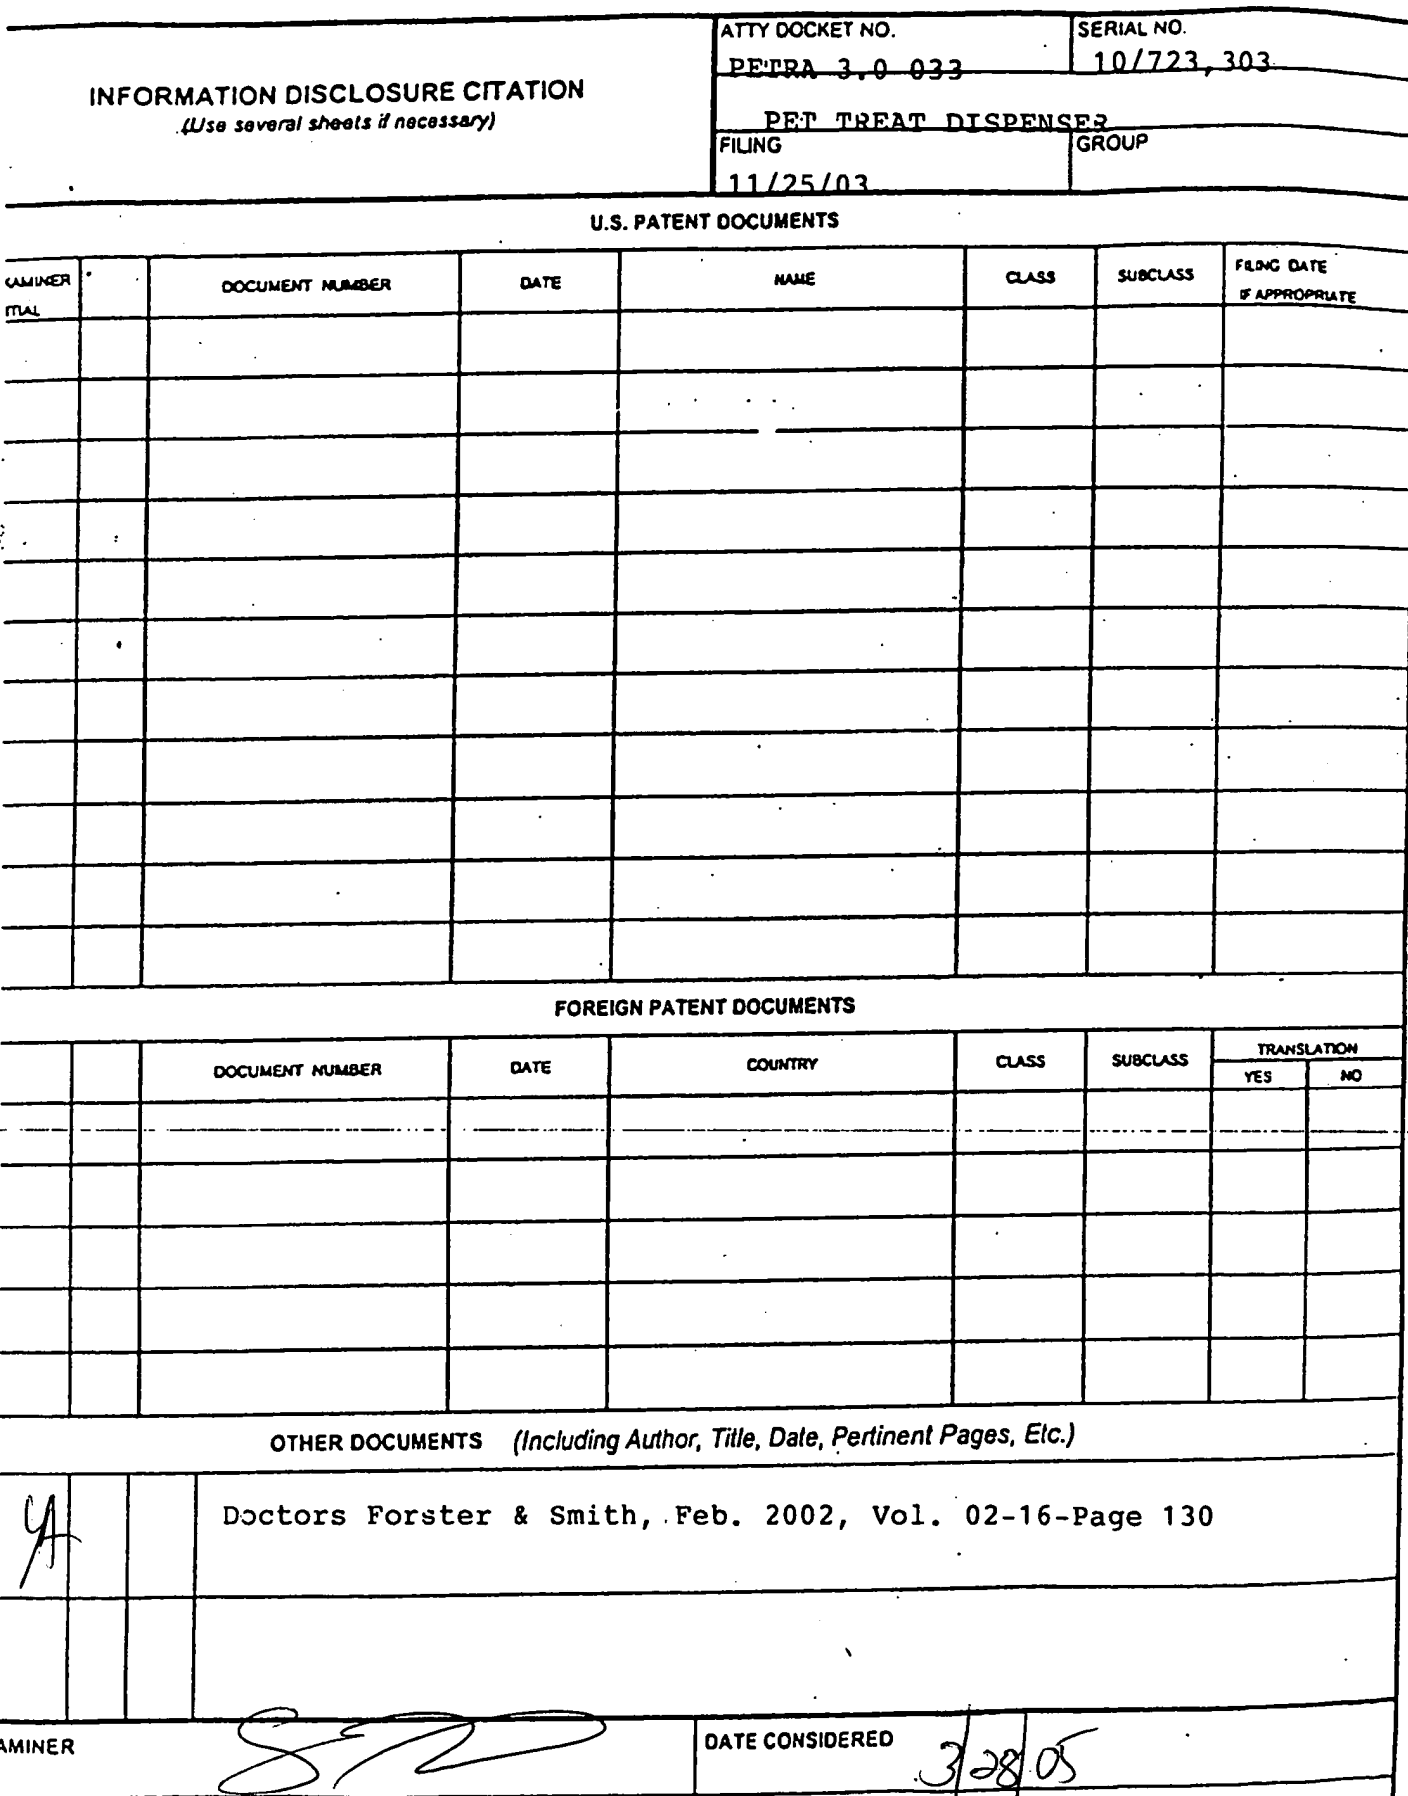 ATTY DOCKET NO.
SERIAL NO.
PETRA 3.0 033
10/723,303
INFORMATION DISCLOSURE CITATION
(Use several sheets if necessary)
PET TREAT DISPENSER
FILING
GROUP
11/25/03
U.S. PATENT DOCUMENTS
XAMINER
ITIAL
DOCUMENT NUMBER
DATE
NAME
CLASS
SUBCLASS
FILING DATE
IF APPROPRIATE
FOREIGN PATENT DOCUMENTS
DOCUMENT NUMBER
DATE
COUNTRY
CLASS
SUBCLASS
TRANSLATION
YES
NO
OTHER DOCUMENTS (Including Author, Title, Date, Pertinent Pages, Etc.)
Doctors Forster & Smith, Feb. 2002, Vol. 02-16-Page 130
AMINER
DATE CONSIDERED
3/28/05